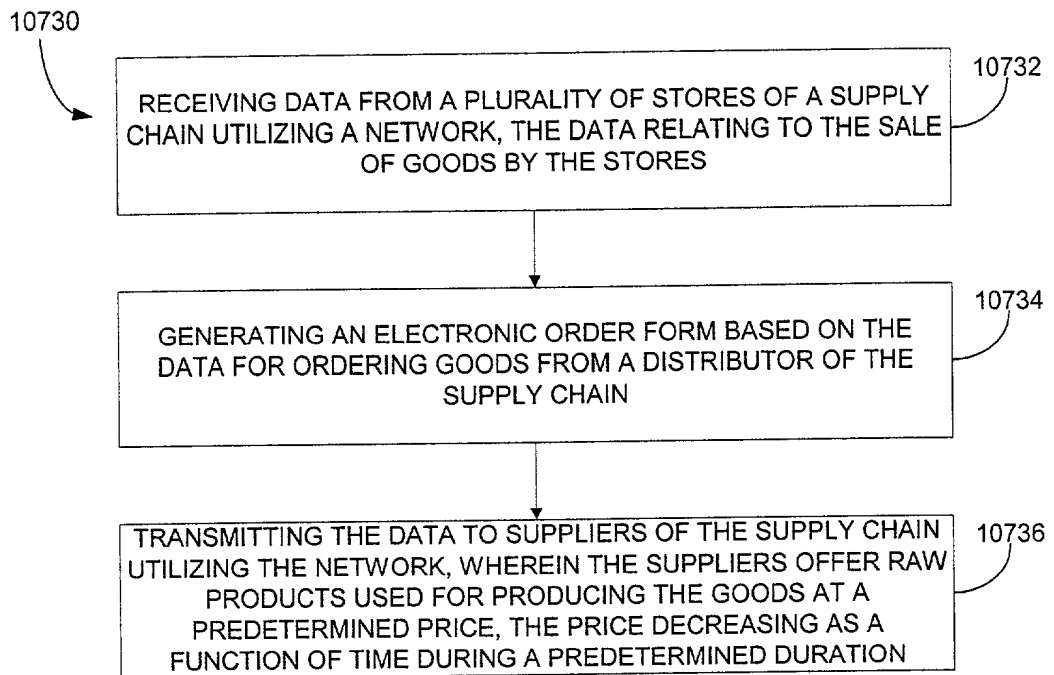 10730
10732
RECEIVING DATA FROM A PLURALITY OF STORES OF A SUPPLY
CHAIN UTILIZING A NETWORK, THE DATA RELATING TO THE SALE
OF GOODS BY THE STORES
10734
GENERATING AN ELECTRONIC ORDER FORM BASED ON THE
DATA FOR ORDERING GOODS FROM A DISTRIBUTOR OF THE
SUPPLY CHAIN
10736
TRANSMITTING THE DATA TO SUPPLIERS OF THE SUPPLY CHAIN
UTILIZING THE NETWORK, WHEREIN THE SUPPLIERS OFFER RAW
PRODUCTS USED FOR PRODUCING THE GOODS AT A
PREDETERMINED PRICE, THE PRICE DECREASING AS A
FUNCTION OF TIME DURING A PREDETERMINED DURATION